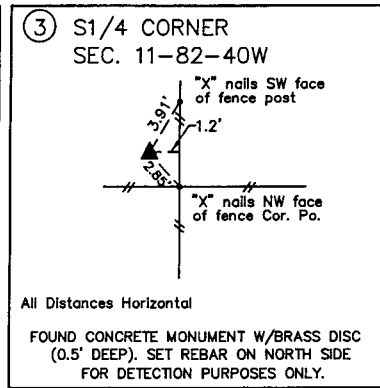 ③ S1/4 CORNER
SEC. 11-82-40W
"X" nails SW face
of fence post
3.91'
1.2'
2.85'
"X" nails NW face
of fence Cor. Po.
All Distances Horizontal
FOUND CONCRETE MONUMENT W/BRASS DISC
(0.5' DEEP). SET REBAR ON NORTH SIDE
FOR DETECTION PURPOSES ONLY.